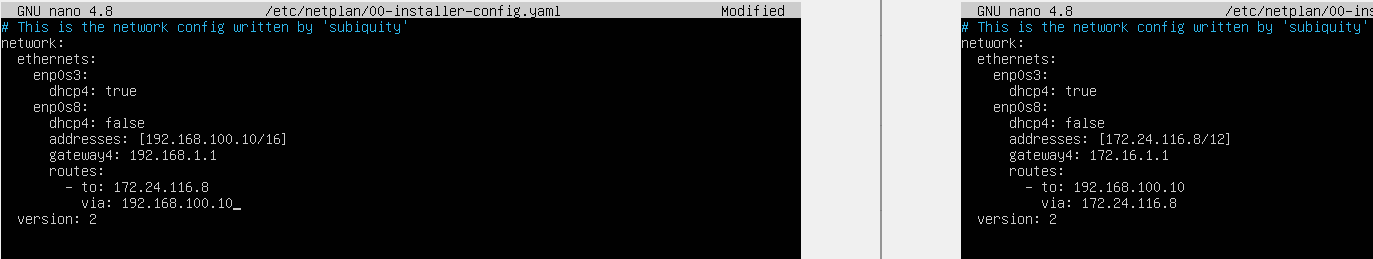 GNU nano 4.8 /etc/netplan/00-installer-config.yaml Modified
# This is the network config written by 'subiquity'
network:
  ethernets:
    enp0s3:
      dhcp4: true
    enp0s8:
      dhcp4: false
      addresses: [192.168.100.10/16]
      gateway4: 192.168.1.1
      routes:
        - to: 172.24.116.8
          via: 192.168.100.10_
  version: 2
GNU nano 4.8 /etc/netplan/00-ins
# This is the network config written by 'subiquity'
network:
  ethernets:
    enp0s3:
      dhcp4: true
    enp0s8:
      dhcp4: false
      addresses: [172.24.116.8/12]
      gateway4: 172.16.1.1
      routes:
        - to: 192.168.100.10
          via: 172.24.116.8
  version: 2